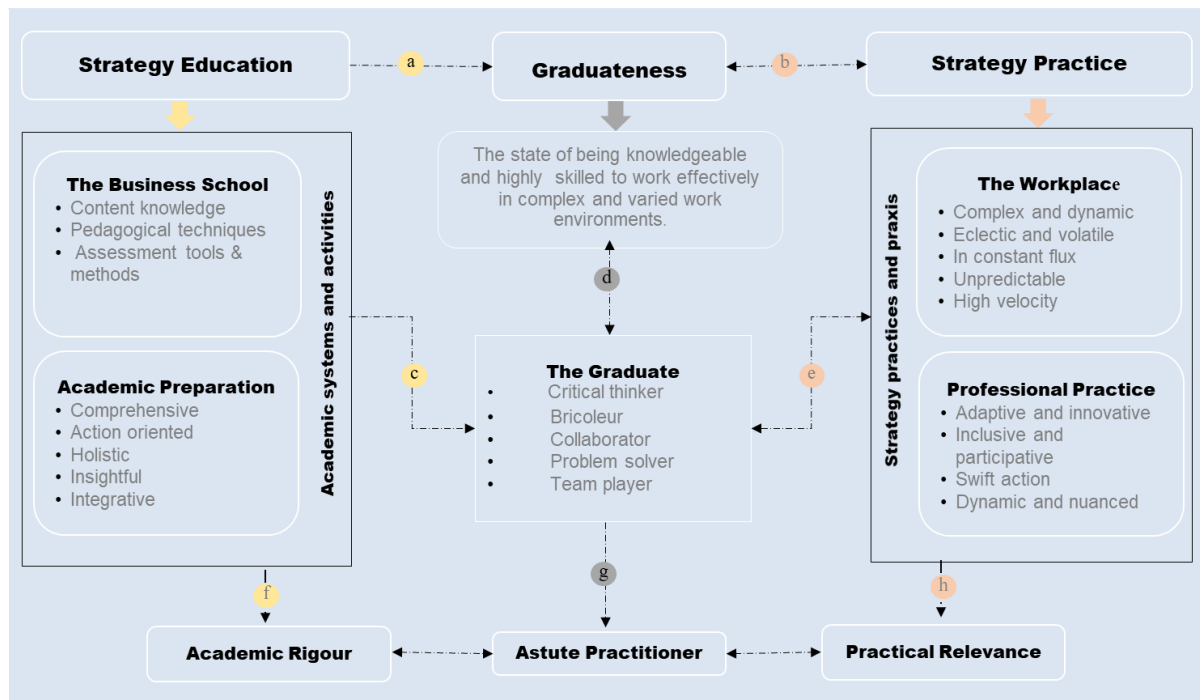 Strategy Education
a
Graduateness
b
Strategy Practice
The state of being knowledgeable
and highly skilled to work effectively
in complex and varied work
environments.
The Business School
• Content knowledge
• Pedagogical techniques
• Assessment tools &
methods
Academic Preparation
• Comprehensive
• Action oriented
• Holistic
• Insightful
• Integrative
Academic systems and activities
c
d
The Graduate
• Critical thinker
• Bricoleur
• Collaborator
• Problem solver
• Team player
e
Strategy practices and praxis
The Workplace
• Complex and dynamic
• Eclectic and volatile
• In constant flux
• Unpredictable
• High velocity
Professional Practice
• Adaptive and innovative
• Inclusive and
participative
• Swift action
• Dynamic and nuanced
f
g
h
Academic Rigour
Astute Practitioner
Practical Relevance